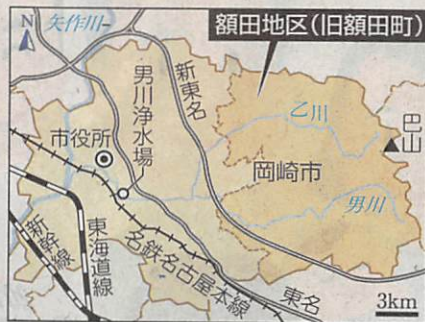 N
矢作川
額田地区(旧額田町)
新東名
男川浄水場
乙川
巴山
市役所
岡崎市
男川
新幹線
東海道線
名鉄名古屋本線
東名
3km